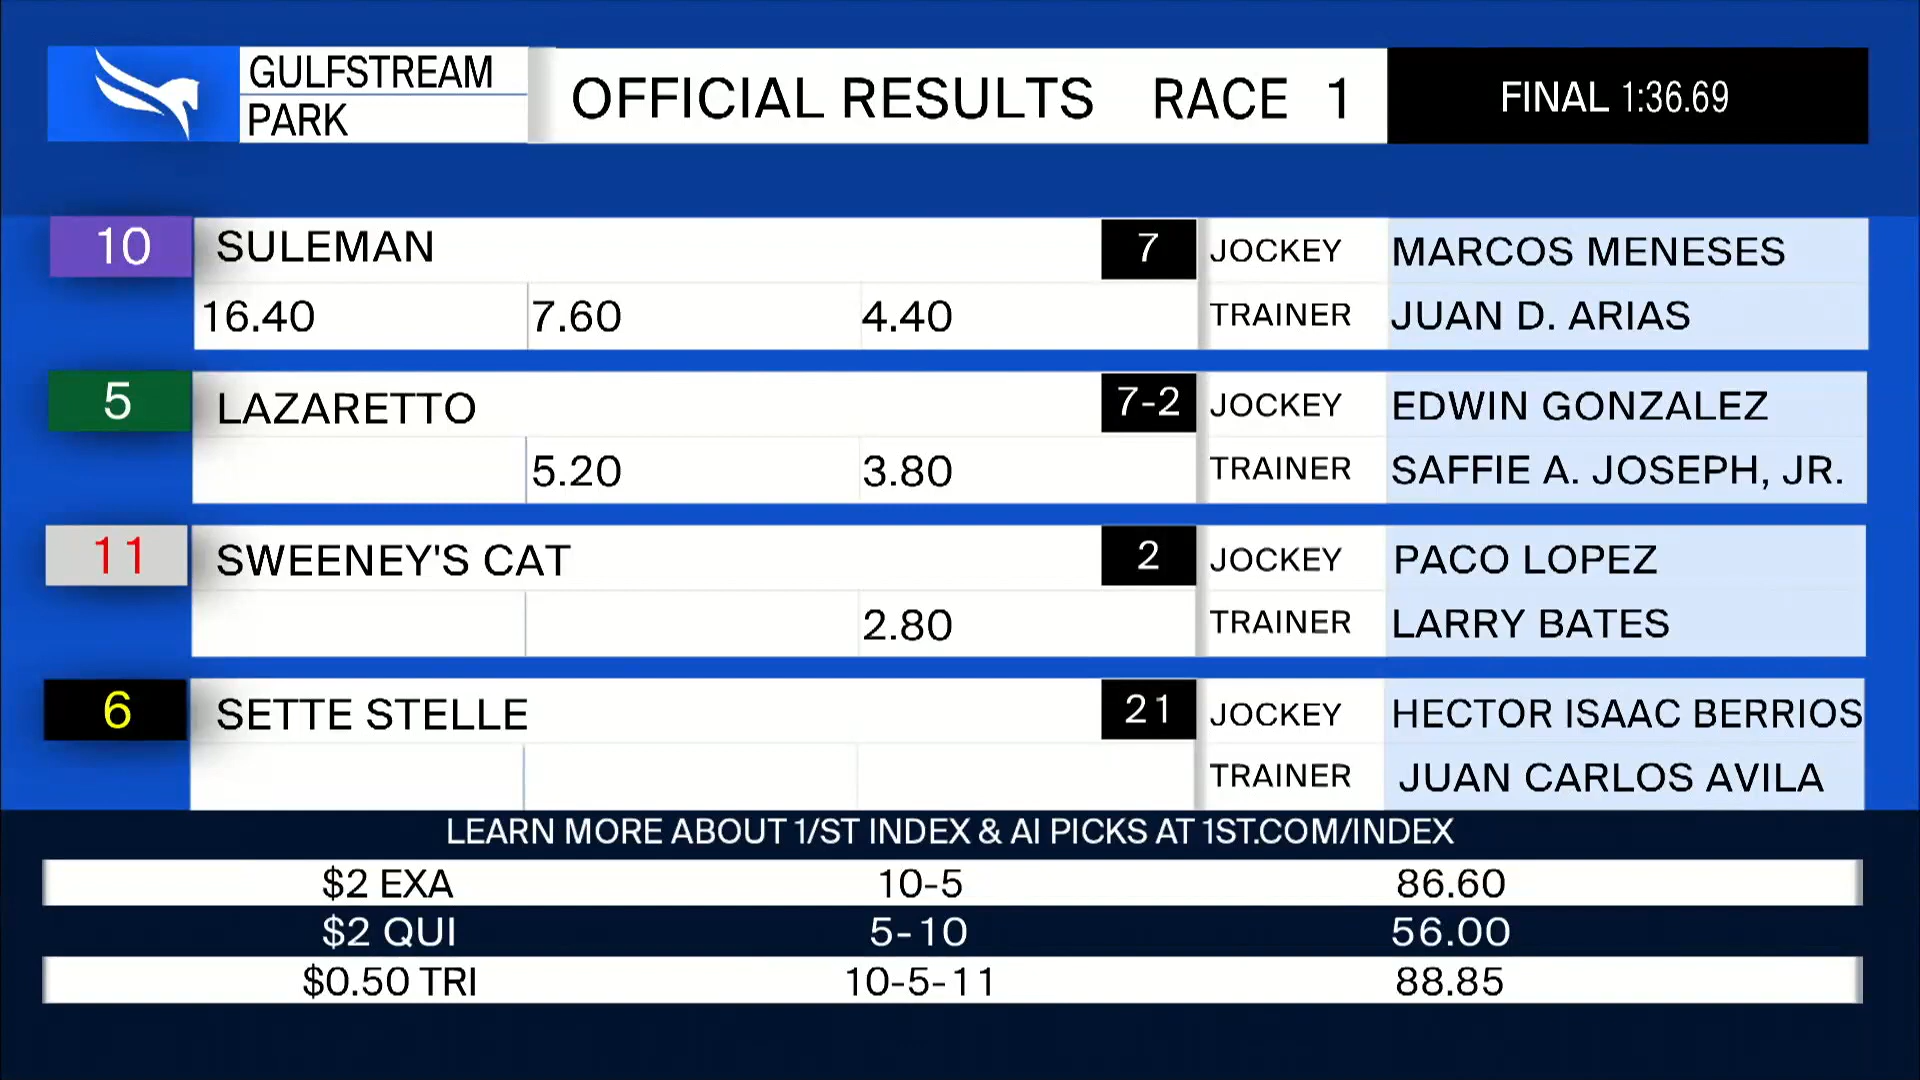 GULFSTREAM
PARK
OFFICIAL RESULTS RACE 1
FINAL 1:36.69
10 SULEMAN 7 JOCKEY MARCOS MENESES
16.40 7.60 4.40 TRAINER JUAN D. ARIAS
5 LAZARETTO 7-2 JOCKEY EDWIN GONZALEZ
5.20 3.80 TRAINER SAFFIE A. JOSEPH, JR.
11 SWEENEY'S CAT 2 JOCKEY PACO LOPEZ
2.80 TRAINER LARRY BATES
6 SETTE STELLE 21 JOCKEY HECTOR ISAAC BERRIOS
TRAINER JUAN CARLOS AVILA
LEARN MORE ABOUT 1/ST INDEX & AI PICKS AT 1ST.COM/INDEX
$2 EXA 10-5 86.60
$2 QUI 5-10 56.00
$0.50 TRI 10-5-11 88.85